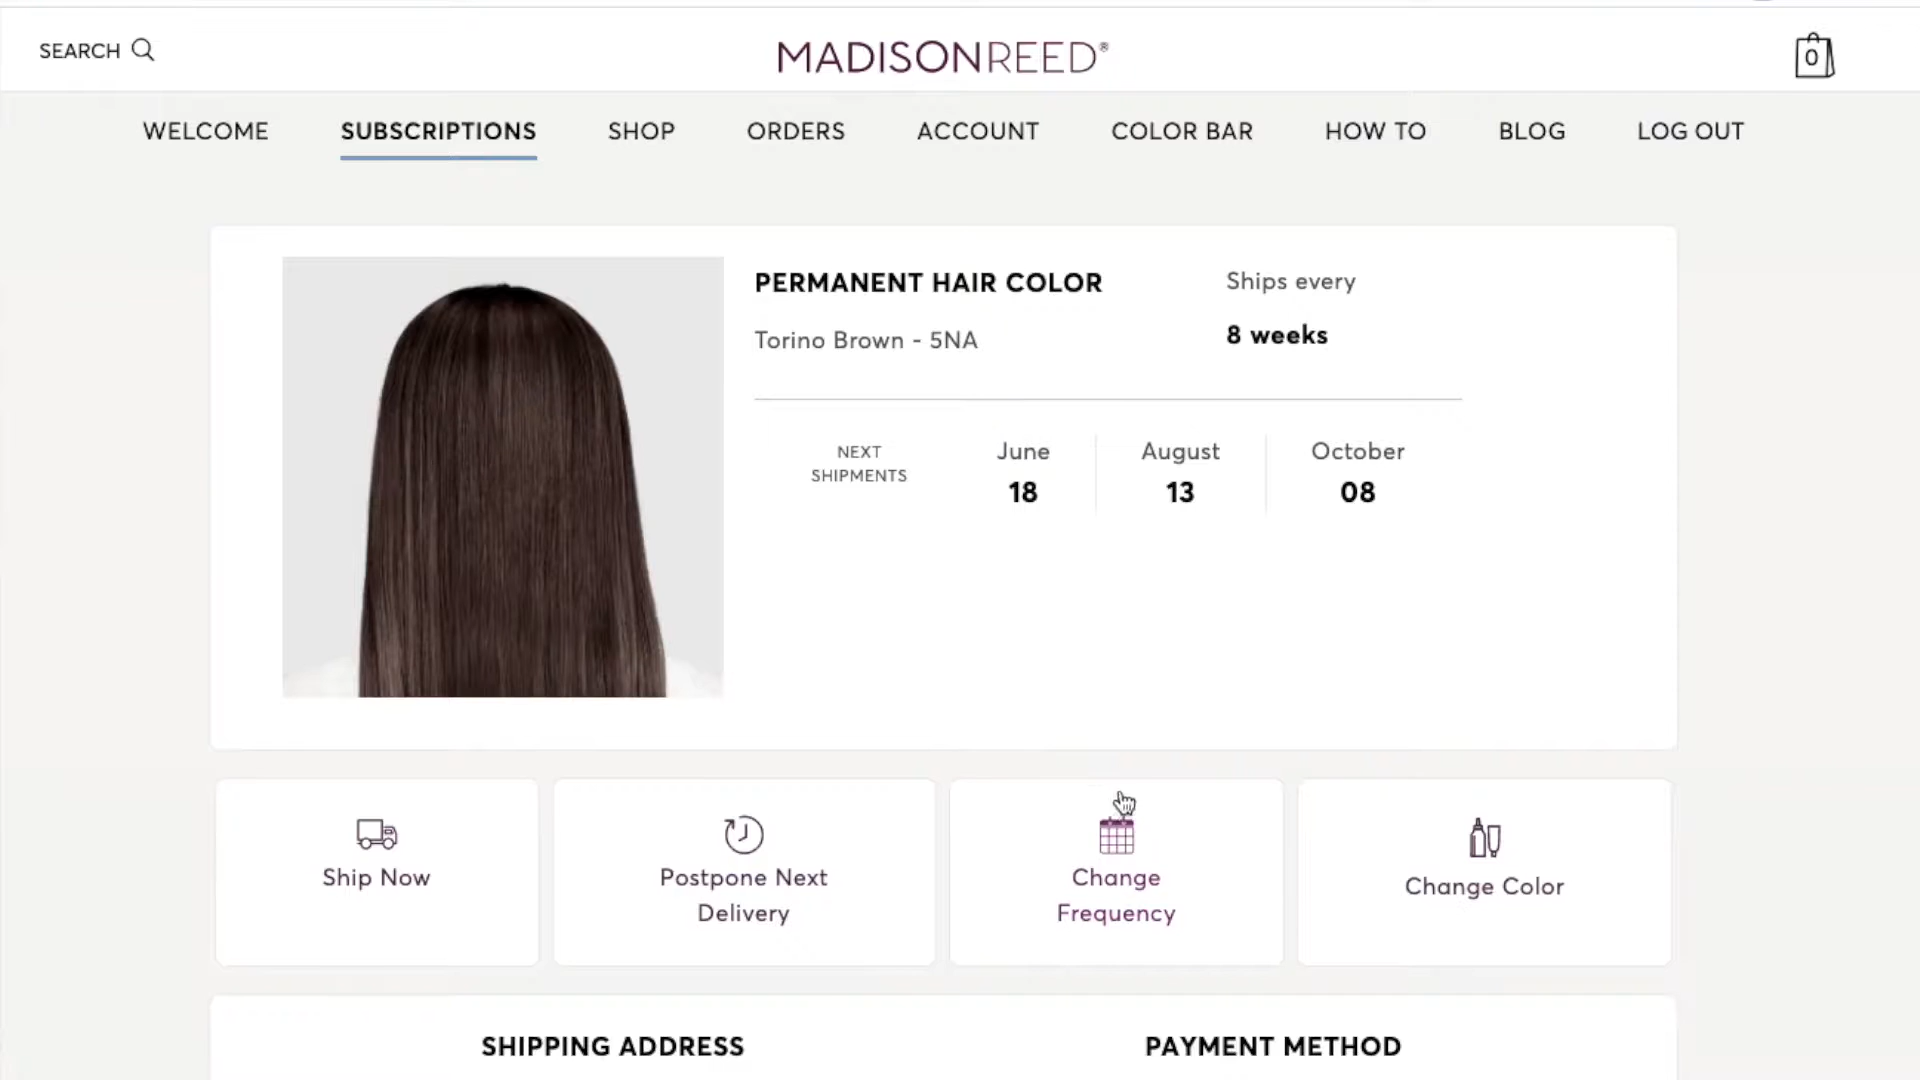 SEARCH
MADISONREED®
0
WELCOME
SUBSCRIPTIONS
SHOP
ORDERS
ACCOUNT
COLOR BAR
HOW TO
BLOG
LOG OUT
PERMANENT HAIR COLOR
Torino Brown - 5NA
Ships every
8 weeks
NEXT
SHIPMENTS
June
18
August
13
October
08
Ship Now
Postpone Next
Delivery
Change
Frequency
Change Color
SHIPPING ADDRESS
PAYMENT METHOD